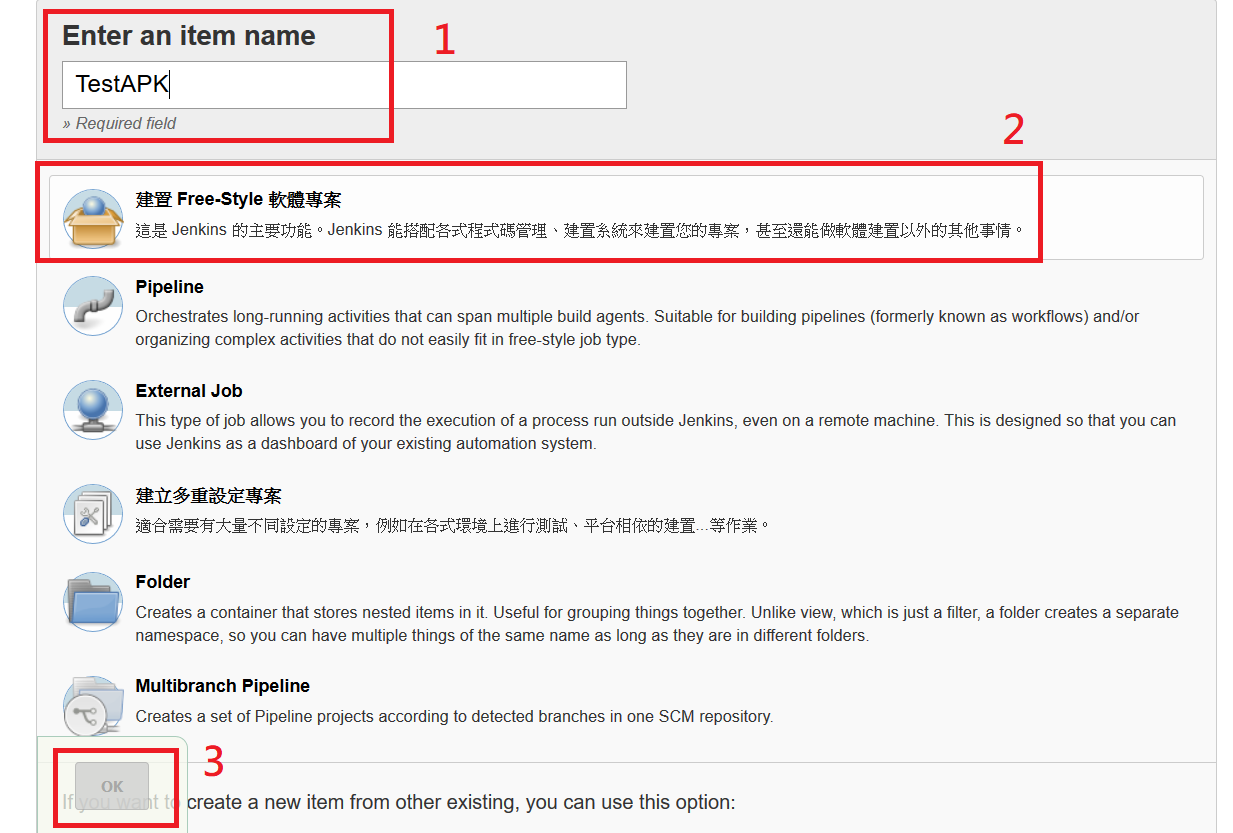 Enter an item name
1
TestAPK
» Required field
2
建置 Free-Style 軟體專案
這是 Jenkins 的主要功能。Jenkins 能搭配各式程式碼管理、建置系統來建置您的專案，甚至還能做軟體建置以外的其他事情。
Pipeline
Orchestrates long-running activities that can span multiple build agents. Suitable for building pipelines (formerly known as workflows) and/or
organizing complex activities that do not easily fit in free-style job type.
External Job
This type of job allows you to record the execution of a process run outside Jenkins, even on a remote machine. This is designed so that you can
use Jenkins as a dashboard of your existing automation system.
建立多重設定專案
適合需要有大量不同設定的專案，例如在各式環境上進行測試、平台相依的建置...等作業。
Folder
Creates a container that stores nested items in it. Useful for grouping things together. Unlike view, which is just a filter, a folder creates a separate
namespace, so you can have multiple things of the same name as long as they are in different folders.
Multibranch Pipeline
Creates a set of Pipeline projects according to detected branches in one SCM repository.
3
OK
If you want to create a new item from other existing, you can use this option: